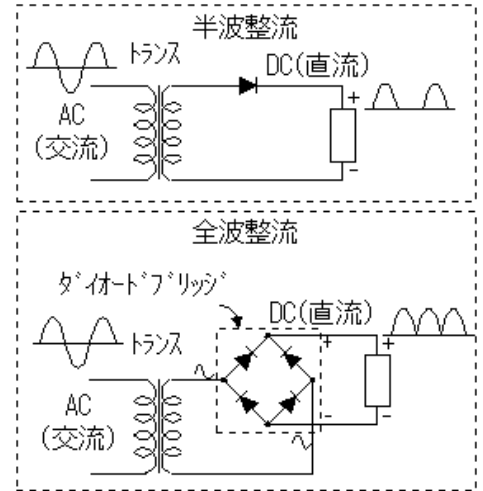 半波整流
トランス
DC(直流)
AC
(交流)
+
-
全波整流
ダイオードブリッジ
DC(直流)
トランス
+
+
AC
(交流)
-
-